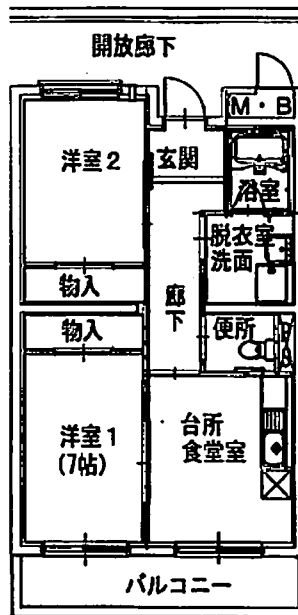 開放廊下
M・B
洋室2
玄関
浴室
脱衣室
洗面
物入
廊下
物入
便所
洋室1
(7帖)
台所
食堂室
バルコニー